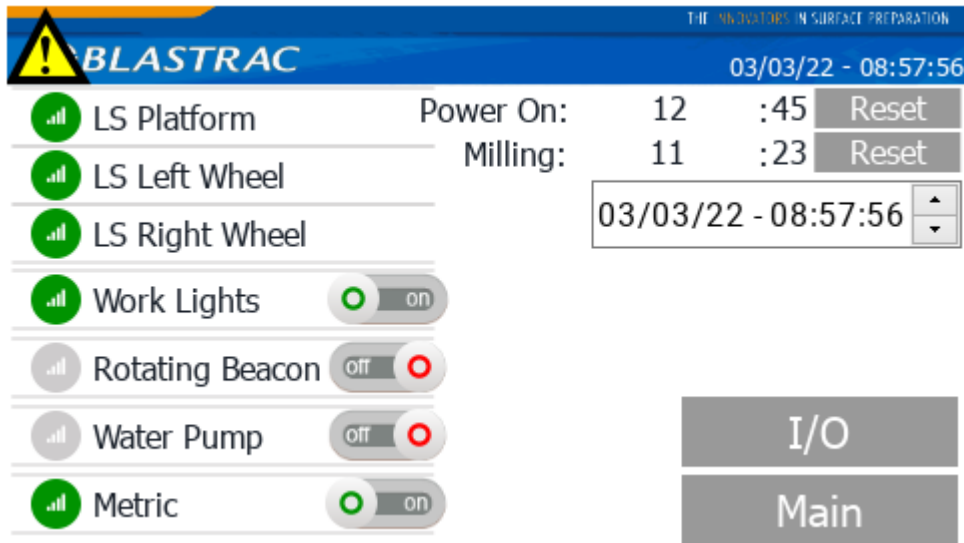 THE INNOVATORS IN SURFACE PREPARATION
BLASTRAC
03/03/22 - 08:57:56
LS Platform
Power On: 12 :45 Reset
LS Left Wheel
Milling: 11 :23 Reset
03/03/22 - 08:57:56
LS Right Wheel
Work Lights on
Rotating Beacon off
Water Pump off
I/O
Metric on
Main